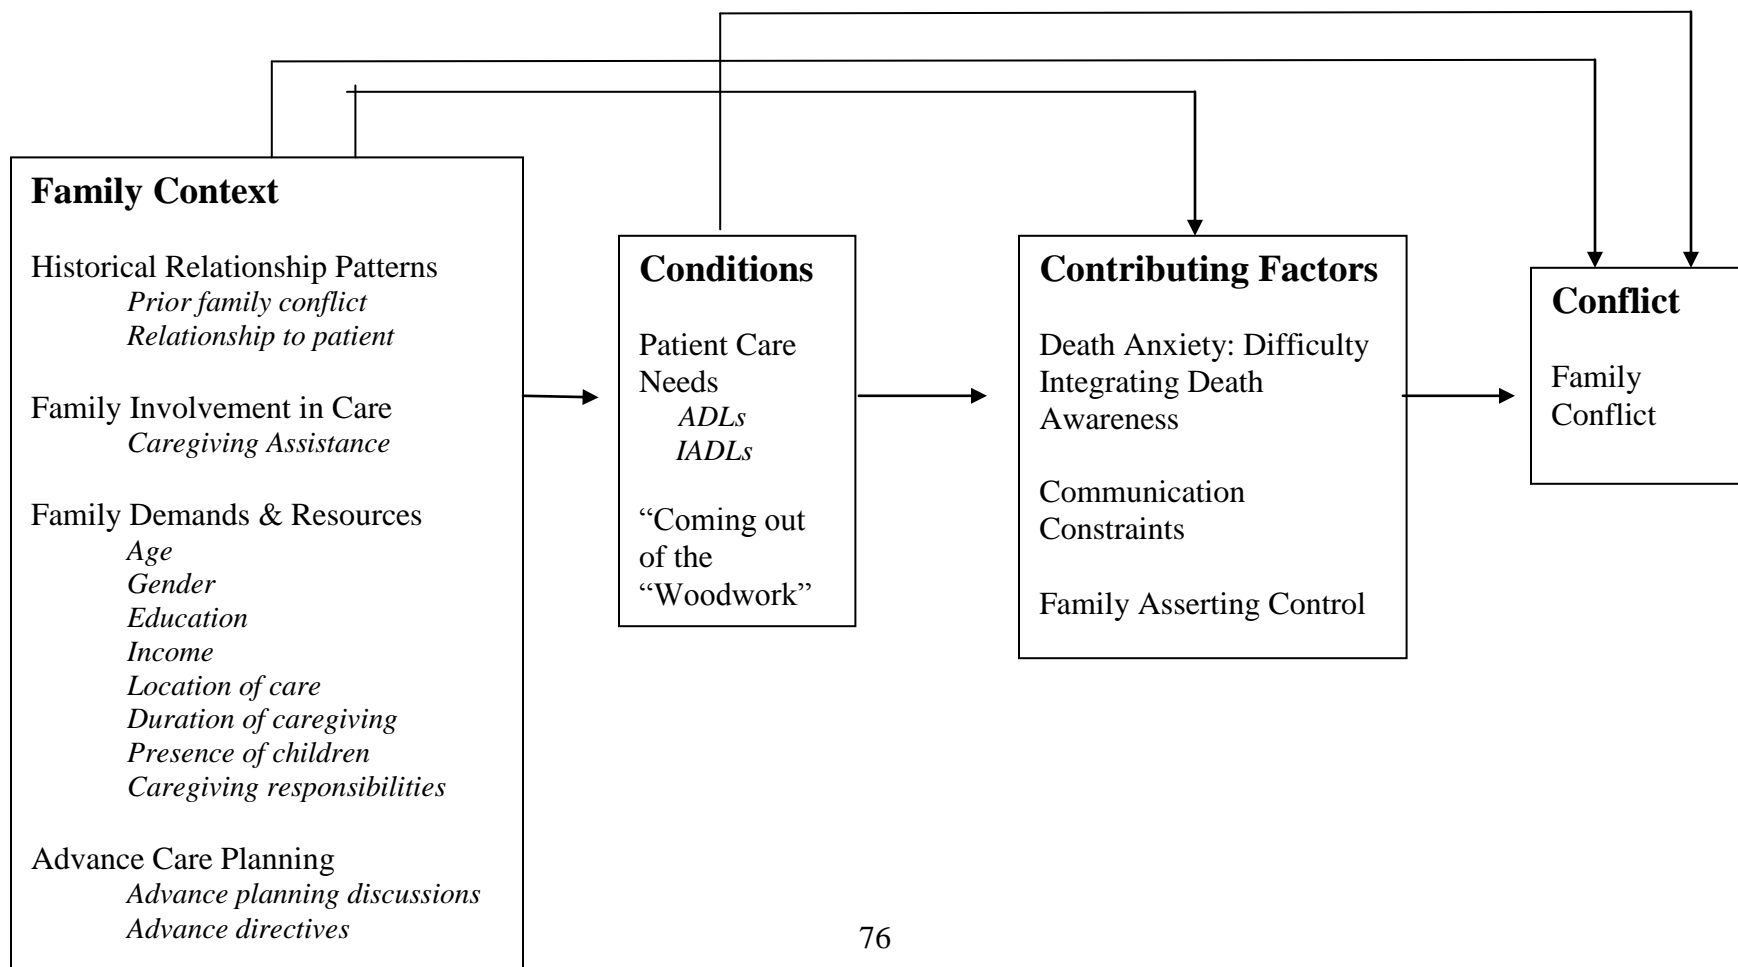 Family Context
Historical Relationship Patterns
Prior family conflict
Relationship to patient
Family Involvement in Care
Caregiving Assistance
Family Demands & Resources
Age
Gender
Education
Income
Location of care
Duration of caregiving
Presence of children
Caregiving responsibilities
Advance Care Planning
Advance planning discussions
Advance directives
Conditions
Patient Care
Needs
ADLs
IADLs
“Coming out
of the
“Woodwork”
Contributing Factors
Death Anxiety: Difficulty
Integrating Death
Awareness
Communication
Constraints
Family Asserting Control
Conflict
Family
Conflict
76